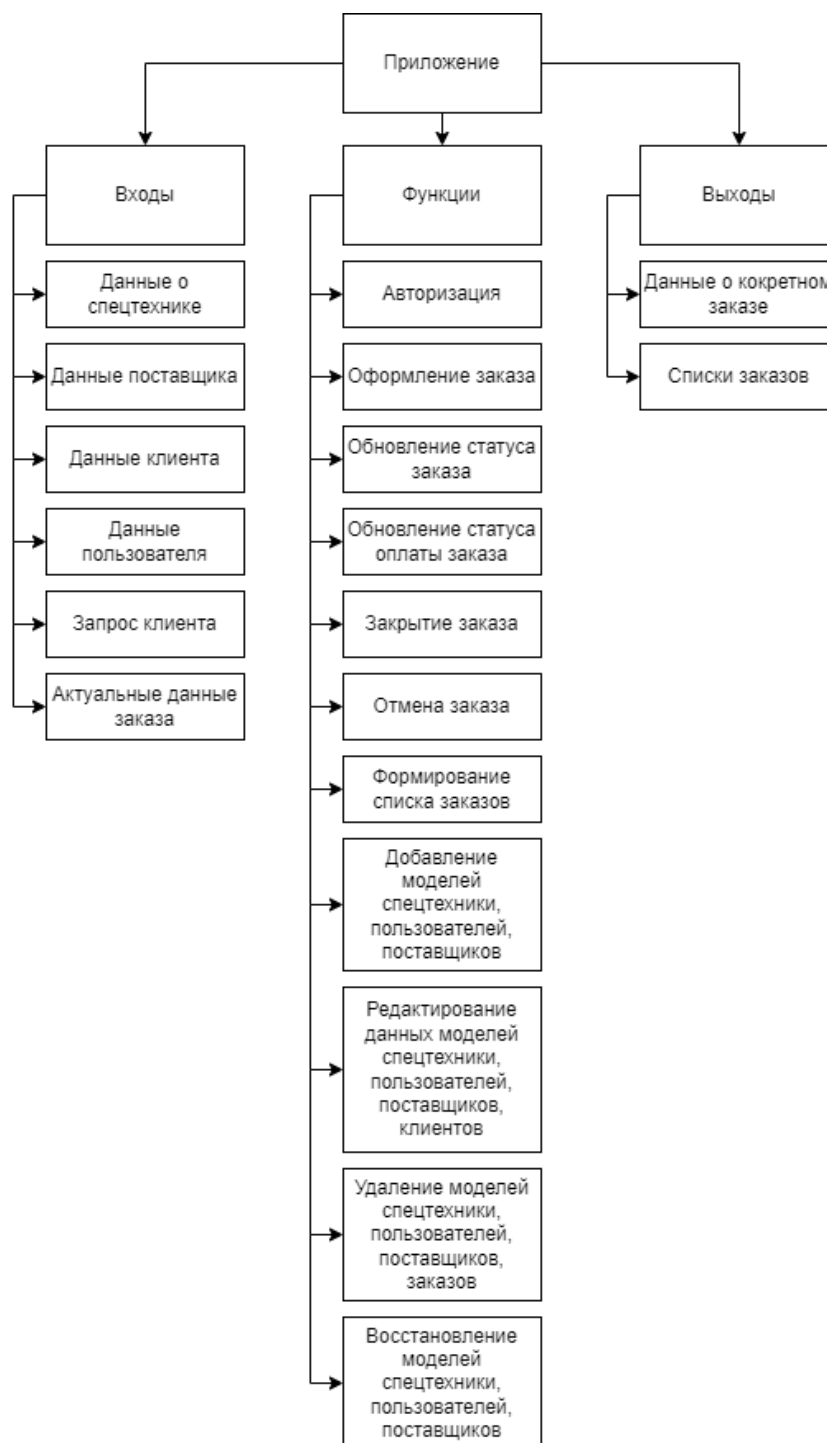 Приложение
Входы
Функции
Выходы
Данные о
спецтехнике
Данные поставщика
Данные клиента
Данные
пользователя
Запрос клиента
Актуальные данные
заказа
Авторизация
Оформление заказа
Обновление статуса
заказа
Обновление статуса
оплаты заказа
Закрытие заказа
Отмена заказа
Формирование
списка заказов
Добавление
моделей
спецтехники,
пользователей,
поставщиков
Редактирование
данных моделей
спецтехники,
пользователей,
поставщиков,
клиентов
Удаление моделей
спецтехники,
пользователей,
поставщиков,
заказов
Восстановление
моделей
спецтехники,
пользователей,
поставщиков
Данные о кокретном
заказе
Списки заказов